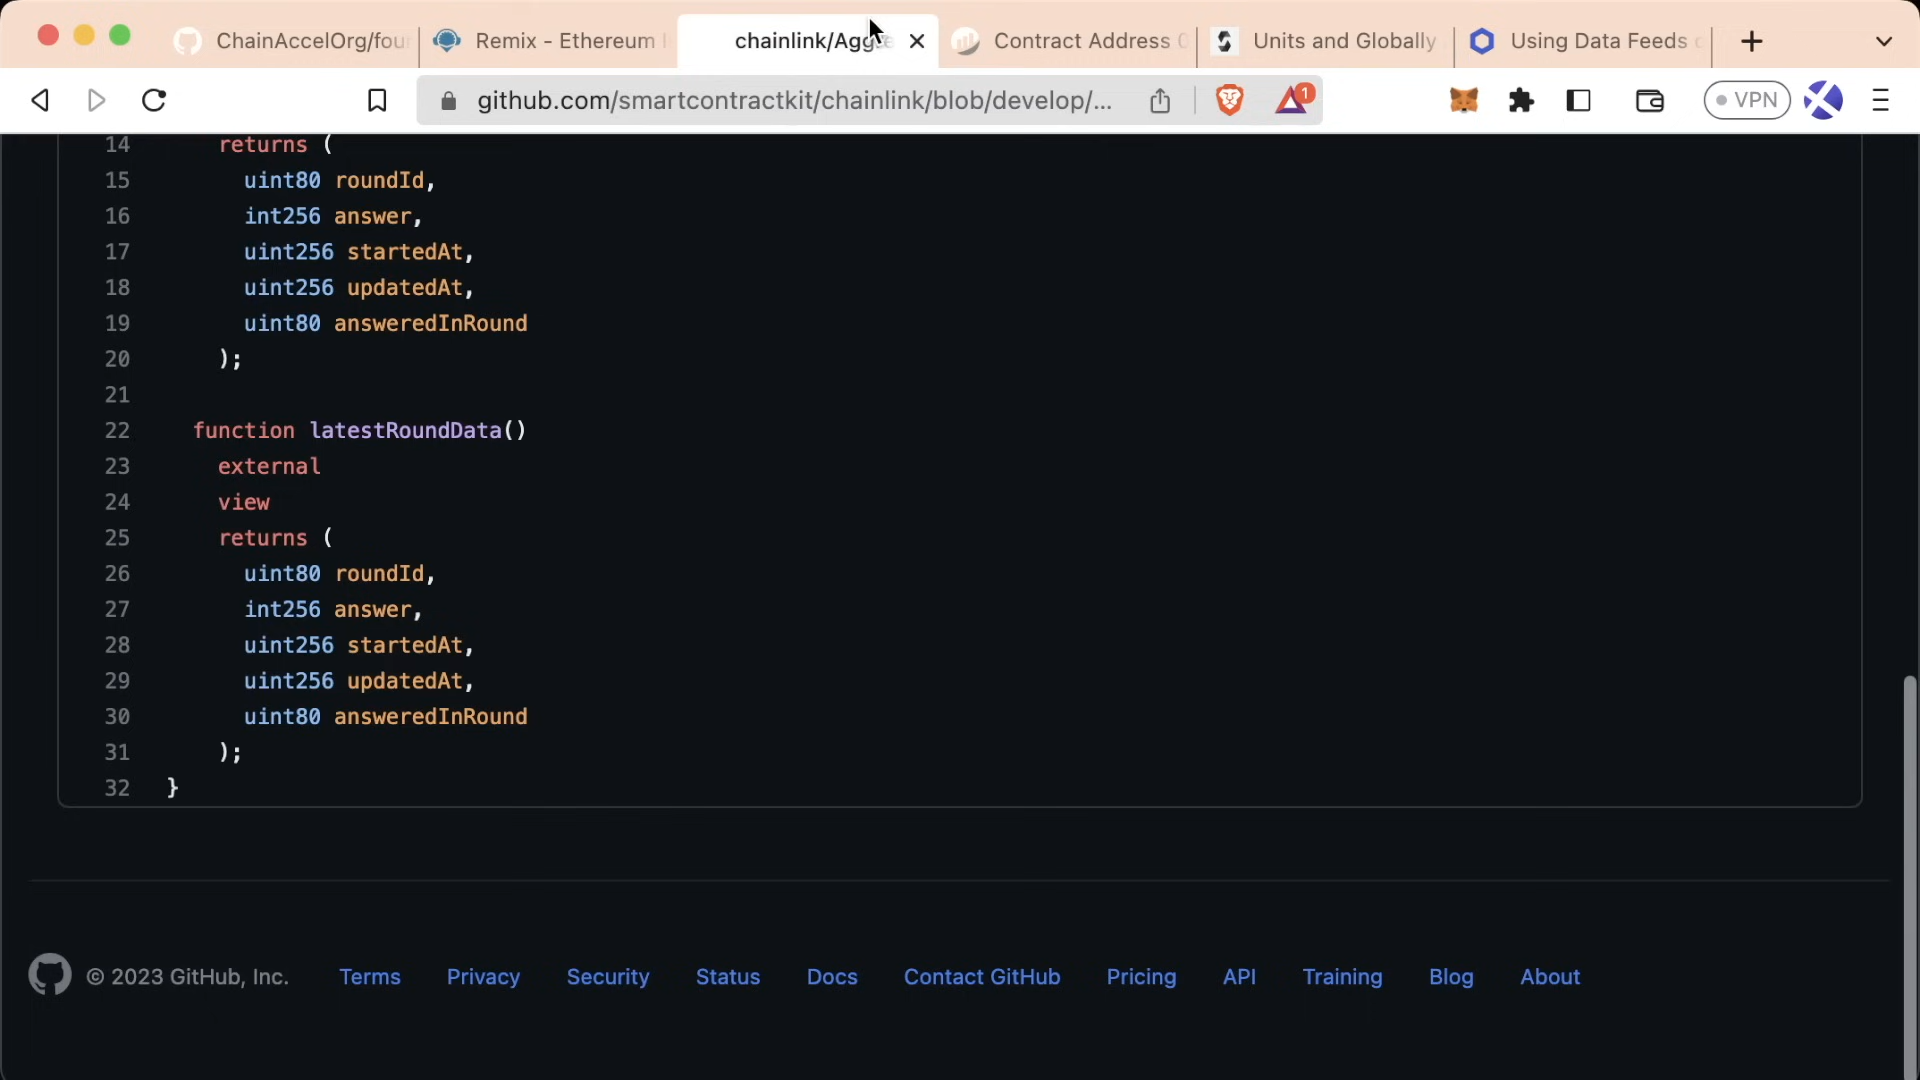 ChainAccelOrg/four
Remix - Ethereum I
chainlink/Agg
Contract Address 0
Units and Globally
Using Data Feeds o
github.com/smartcontractkit/chainlink/blob/develop/...
1
VPN
14 returns (
15 uint80 roundId,
16 int256 answer,
17 uint256 startedAt,
18 uint256 updatedAt,
19 uint80 answeredInRound
20 );
21
22 function latestRoundData()
23 external
24 view
25 returns (
26 uint80 roundId,
27 int256 answer,
28 uint256 startedAt,
29 uint256 updatedAt,
30 uint80 answeredInRound
31 );
32 }
© 2023 GitHub, Inc. Terms Privacy Security Status Docs Contact GitHub Pricing API Training Blog About